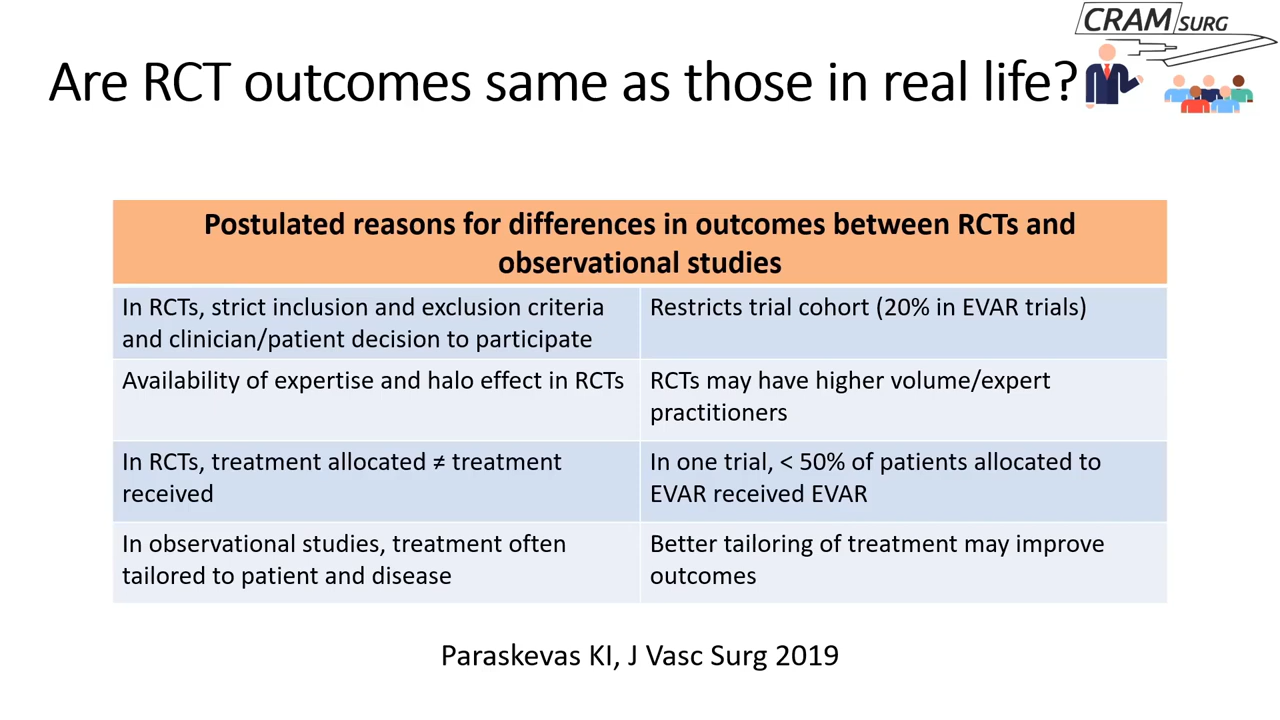 CRAM SURG
Are RCT outcomes same as those in real life?
Postulated reasons for differences in outcomes between RCTs and
observational studies
In RCTs, strict inclusion and exclusion criteria
and clinician/patient decision to participate
Restricts trial cohort (20% in EVAR trials)
Availability of expertise and halo effect in RCTs
RCTs may have higher volume/expert
practitioners
In RCTs, treatment allocated ≠ treatment
received
In one trial, < 50% of patients allocated to
EVAR received EVAR
In observational studies, treatment often
tailored to patient and disease
Better tailoring of treatment may improve
outcomes
Paraskevas KI, J Vasc Surg 2019